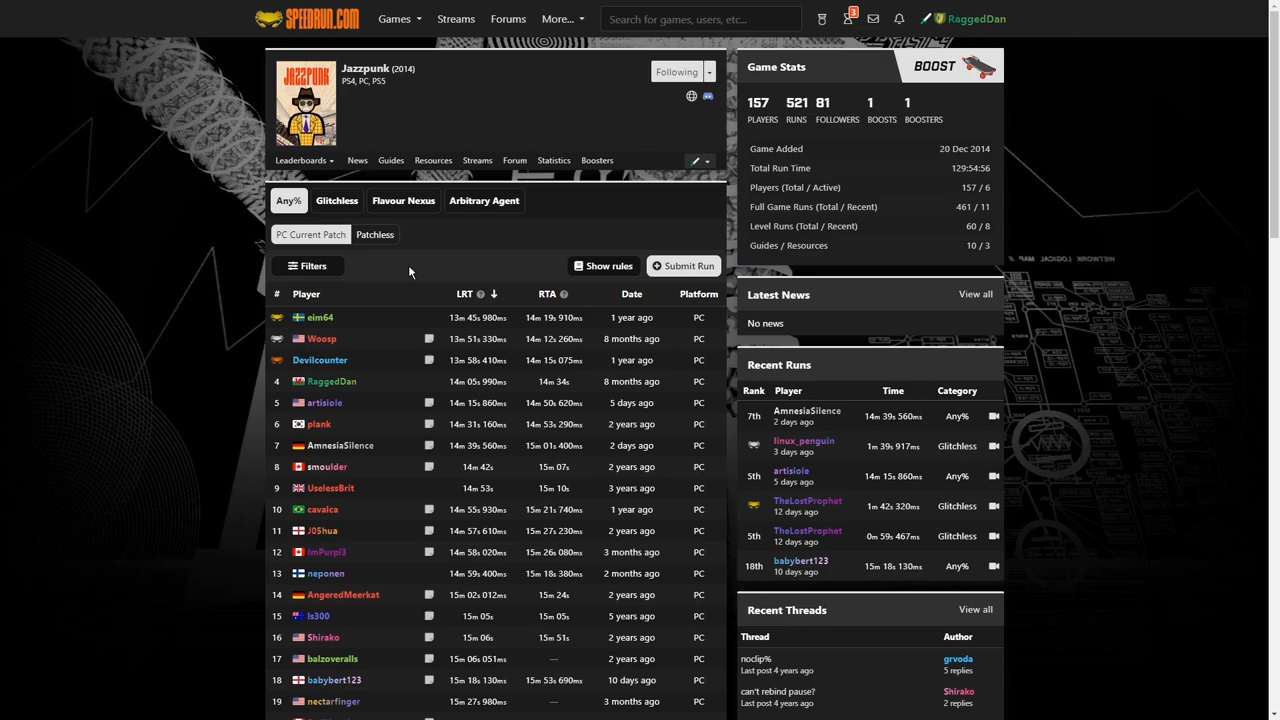 SPEEDRUN.COM Games Streams Forums More... Search for games, users, etc. 3 RaggedDan
Jazzpunk (2014)
PS4, PC, PS5
Following
JAZZPUNK
Leaderboards News Guides Resources Streams Forum Statistics Boosters
Any% Glitchless Flavour Nexus Arbitrary Agent
PC Current Patch Patchless
Filters Show rules Submit Run
# Player LRT RTA Date Platform
eim64 13m 45s 980ms 14m 19s 910ms 1 year ago PC
Woosp 13m 51s 330ms 14m 12s 260ms 8 months ago PC
Devilcounter 13m 58s 410ms 14m 15s 075ms 1 year ago PC
4 RaggedDan 14m 05s 990ms 14m 34s 8 months ago PC
5 artisiole 14m 15s 860ms 14m 50s 620ms 5 days ago PC
6 plank 14m 31s 160ms 14m 53s 290ms 2 years ago PC
7 AmnesiaSilence 14m 39s 560ms 15m 01s 400ms 2 days ago PC
8 smoulder 14m 42s 15m 07s 2 years ago PC
9 UselessBrit 14m 53s 15m 10s 3 years ago PC
10 cavalca 14m 55s 930ms 15m 21s 740ms 1 year ago PC
11 J05hua 14m 57s 610ms 15m 27s 230ms 2 years ago PC
12 ImPurpl3 14m 58s 020ms 15m 26s 080ms 3 months ago PC
13 neponen 14m 59s 400ms 15m 18s 380ms 2 months ago PC
14 AngeredMeerkat 15m 02s 012ms 15m 24s 2 years ago PC
15 ls300 15m 05s 15m 05s 5 years ago PC
16 Shirako 15m 06s 15m 51s 2 years ago PC
17 balzoveralls 15m 06s 051ms — 2 years ago PC
18 babybert123 15m 18s 130ms 15m 53s 690ms 10 days ago PC
19 nectarfinger 15m 27s 980ms — 3 months ago PC
Game Stats BOOST
157 521 81 1 1
PLAYERS RUNS FOLLOWERS BOOSTS BOOSTERS
Game Added 20 Dec 2014
Total Run Time 129:54:56
Players (Total / Active) 157 / 6
Full Game Runs (Total / Recent) 461 / 11
Level Runs (Total / Recent) 60 / 8
Guides / Resources 10 / 3
Latest News View all
No news
Recent Runs
Rank Player Time Category
7th AmnesiaSilence 14m 39s 560ms Any%
2 days ago
linux_penguin 1m 39s 917ms Glitchless
3 days ago
5th artisiole 14m 15s 860ms Any%
5 days ago
TheLostProphet 1m 42s 320ms Glitchless
12 days ago
5th TheLostProphet 0m 59s 467ms Glitchless
12 days ago
18th babybert123 15m 18s 130ms Any%
10 days ago
Recent Threads View all
Thread Author
noclip% grvoda
Last post 4 years ago 5 replies
can't rebind pause? Shirako
Last post 4 years ago 2 replies